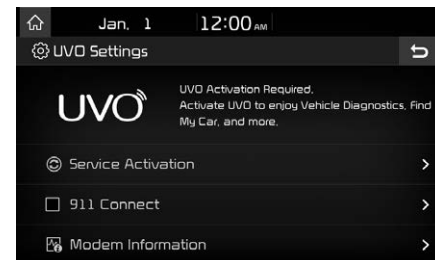 Jan. 1 12:00 AM
UVO Settings
UVO
UVO Activation Required.
Activate UVO to enjoy Vehicle Diagnostics, Find
My Car, and more.
Service Activation
911 Connect
Modem Information